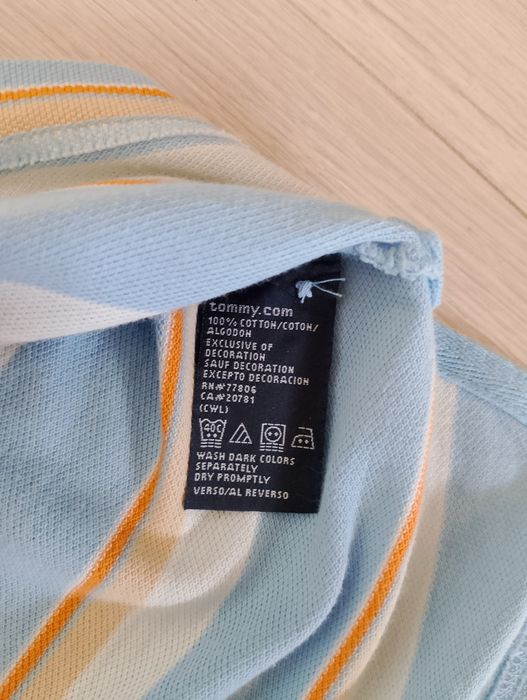 tommy.com
100% COTTON/COTON/
ALGODON
EXCLUSIVE OF
DECORATION
SAUF DECORATION
EXCEPTO DECORACION
RN#77806
CA#20781
(CWL)
40C
WASH DARK COLORS
SEPARATELY
DRY PROMPTLY
VERSO/AL REVERSO